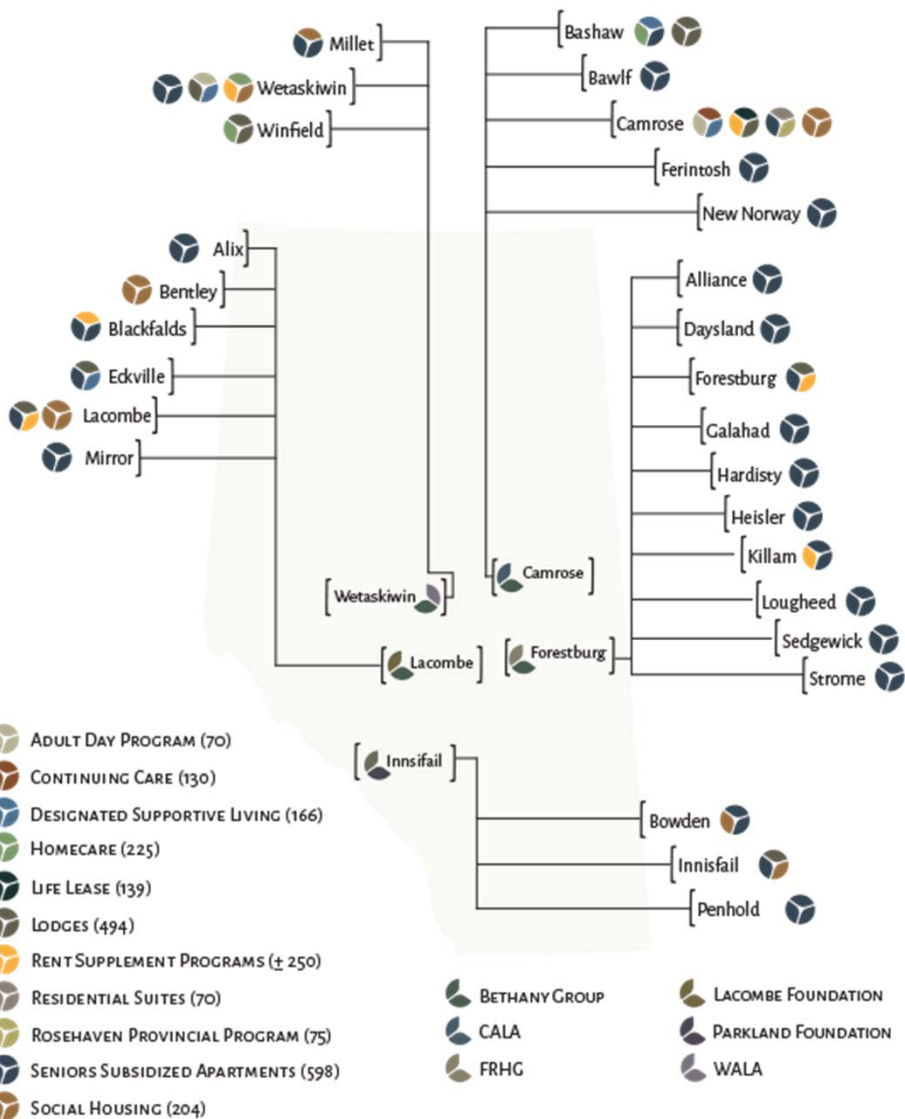 Millet
Wetaskiwin
Winfield
Bashaw
Bawlf
Camrose
Ferintosh
New Norway
Alix
Bentley
Blackfalds
Eckville
Lacombe
Mirror
Alliance
Daysland
Forestburg
Galahad
Hardisty
Heisler
Killam
Lougheed
Sedgewick
Strome
Wetaskiwin
Camrose
Lacombe
Forestburg
Innsifail
Bowden
Innisfail
Penhold
Adult Day Program (70)
Continuing Care (130)
Designated Supportive Living (166)
Homecare (225)
Life Lease (139)
Lodges (494)
Rent Supplement Programs (± 250)
Residential Suites (70)
Rosehaven Provincial Program (75)
Seniors Subsidized Apartments (598)
Social Housing (204)
Bethany Group
CALA
FRHG
Lacombe Foundation
Parkland Foundation
WALA